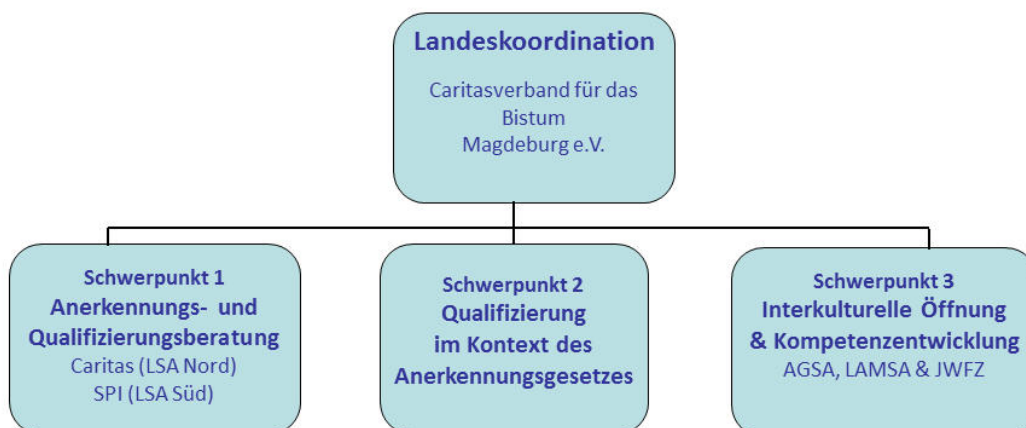 Landeskoordination
Caritasverband für das
Bistum
Magdeburg e.V.
Schwerpunkt 1
Anerkennungs- und
Qualifizierungsberatung
Caritas (LSA Nord)
SPI (LSA Süd)
Schwerpunkt 2
Qualifizierung
im Kontext des
Anerkennungsgesetzes
Schwerpunkt 3
Interkulturelle Öffnung
& Kompetenzentwicklung
AGSA, LAMSA & JWFZ